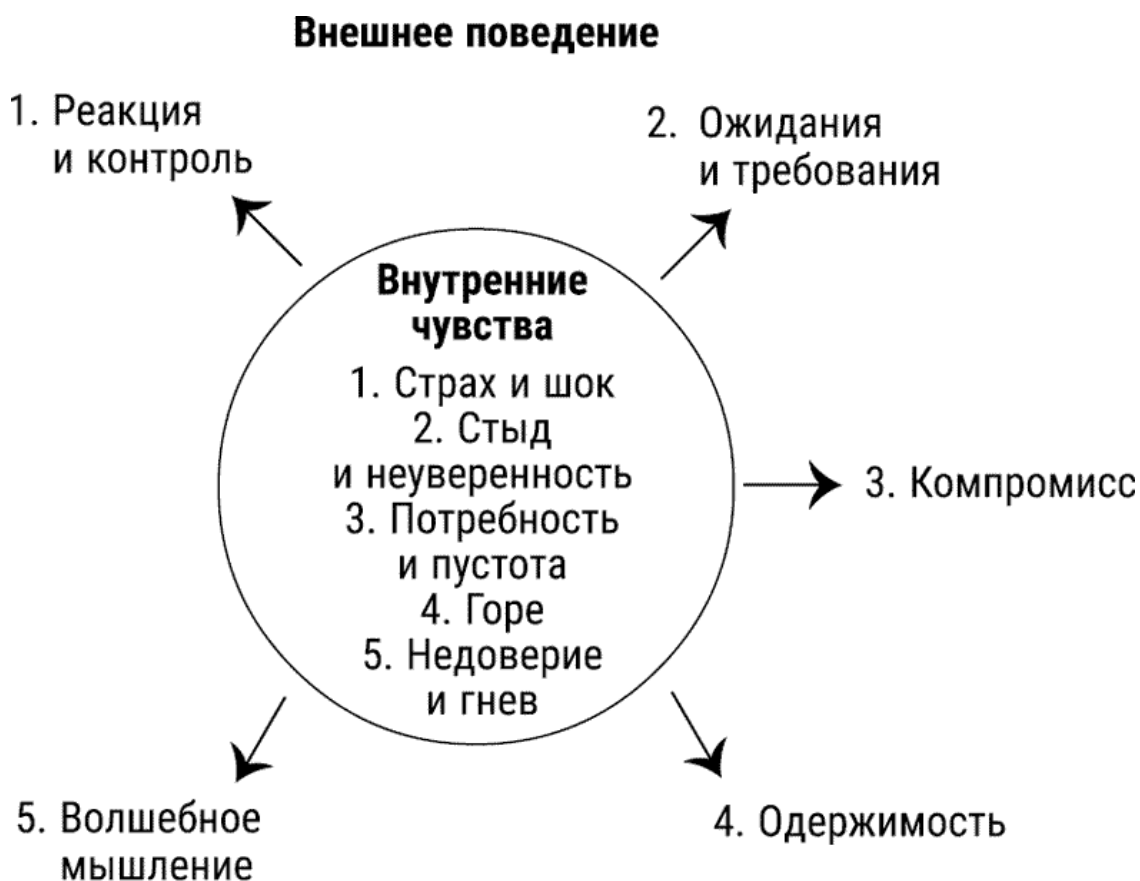 Внешнее поведение
1. Реакция
и контроль
2. Ожидания
и требования
Внутренние
чувства
1. Страх и шок
2. Стыд
и неуверенность
3. Потребность
и пустота
4. Горе
5. Недоверие
и гнев
3. Компромисс
4. Одержимость
5. Волшебное
мышление